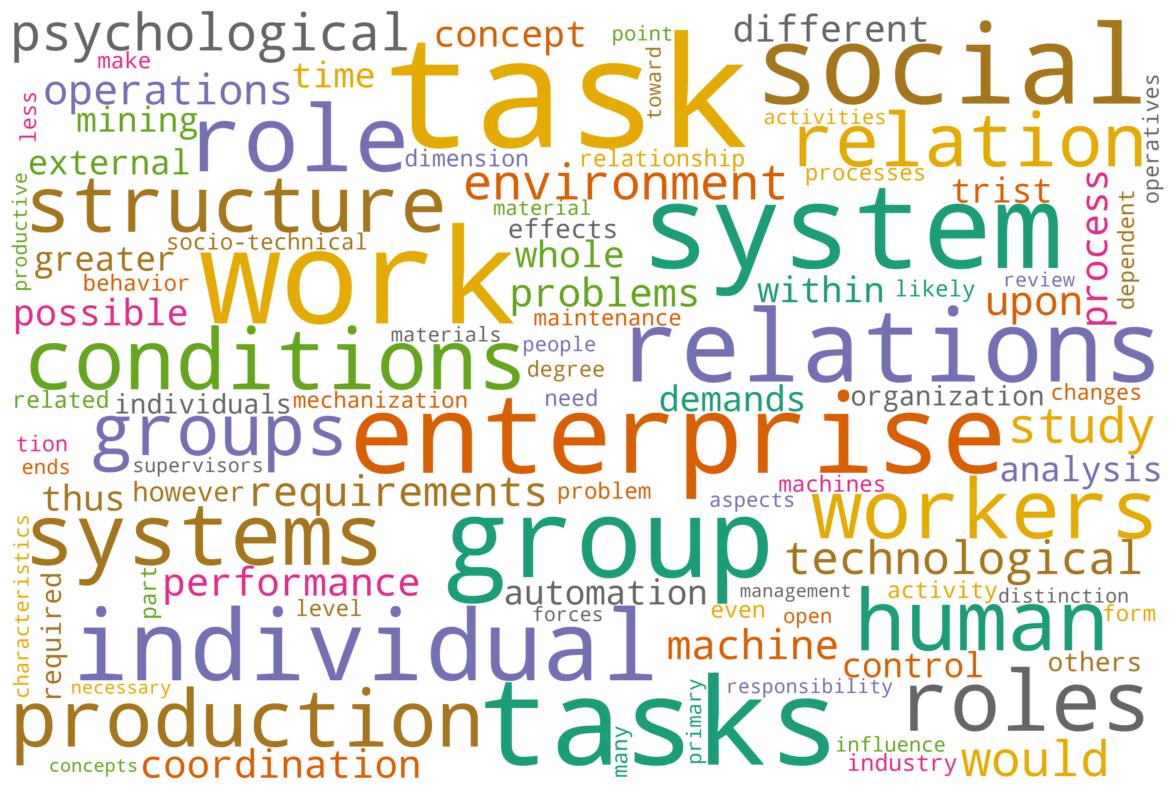 psychological
concept
point
different
social
make
task
toward
operatives
operations
time
less
mining
role
activities
relation
external
dimension
relationship
processes
structure
environment
trist
process
productive
material
system
dependent
socio-technical
effects
greater
work
whole
behavior
problems
within
likely
review
upon
possible
maintenance
materials
people
relations
conditions
degree
related
individuals
mechanization
need
demands
organization
changes
groups
enterprise
study
tion
ends
supervisors
analysis
thus
however
requirements
problem
aspects
machines
workers
systems
group
technological
characteristics
required
part
performance
automation
management
activity
distinction
level
forces
even
open
human
form
individual
machine
control
others
necessary
tasks
primary
responsibility
roles
production
many
influence
concepts
coordination
industry
would